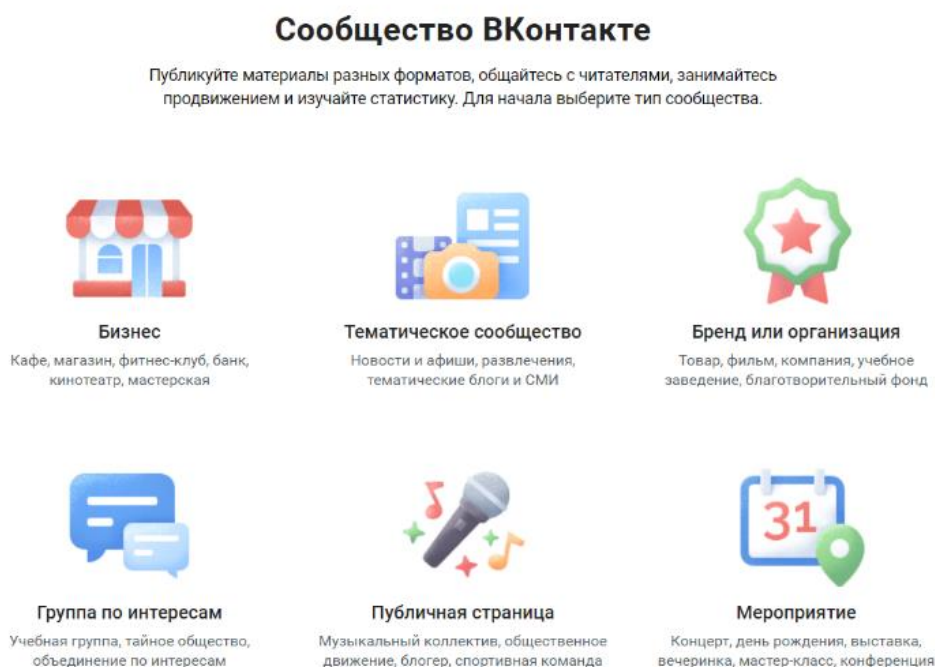 Сообщество ВКонтакте
Публикуйте материалы разных форматов, общайтесь с читателями, занимайтесь
продвижением и изучайте статистику. Для начала выберите тип сообщества.
Бизнес
Кафе, магазин, фитнес-клуб, банк,
кинотеатр, мастерская
Тематическое сообщество
Новости и афиши, развлечения,
тематические блоги и СМИ
Бренд или организация
Товар, фильм, компания, учебное
заведение, благотворительный фонд
31
Группа по интересам
Учебная группа, тайное общество,
объединение по интересам
Публичная страница
Музыкальный коллектив, общественное
движение, блогер, спортивная команда
Мероприятие
Концерт, день рождения, выставка,
вечеринка, мастер-класс, конференция